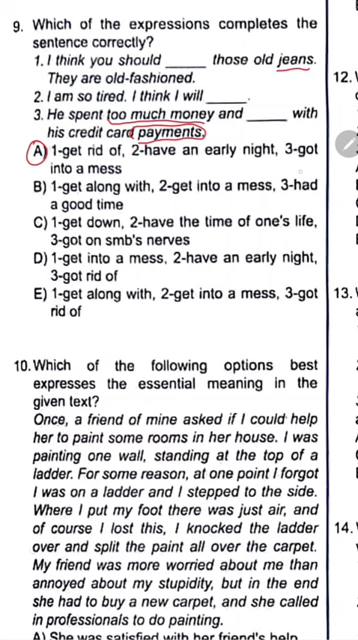 9. Which of the expressions completes the
sentence correctly?
1. I think you should ______ those old jeans.
They are old-fashioned.
2. I am so tired. I think I will ______.
3. He spent too much money and ______ with
his credit card payments.
A) 1-get rid of, 2-have an early night, 3-got
into a mess
B) 1-get along with, 2-get into a mess, 3-had
a good time
C) 1-get down, 2-have the time of one's life,
3-got on smb's nerves
D) 1-get into a mess, 2-have an early night,
3-got rid of
E) 1-get along with, 2-get into a mess, 3-got
rid of
10. Which of the following options best
expresses the essential meaning in the
given text?
Once, a friend of mine asked if I could help
her to paint some rooms in her house. I was
painting one wall, standing at the top of a
ladder. For some reason, at one point I forgot
I was on a ladder and I stepped to the side.
Where I put my foot there was just air, and
of course I lost this, I knocked the ladder
over and split the paint all over the carpet.
My friend was more worried about me than
annoyed about my stupidity, but in the end
she had to buy a new carpet, and she called
in professionals to do painting.
A) She was satisfied with her friend's help
12.
13.
14.